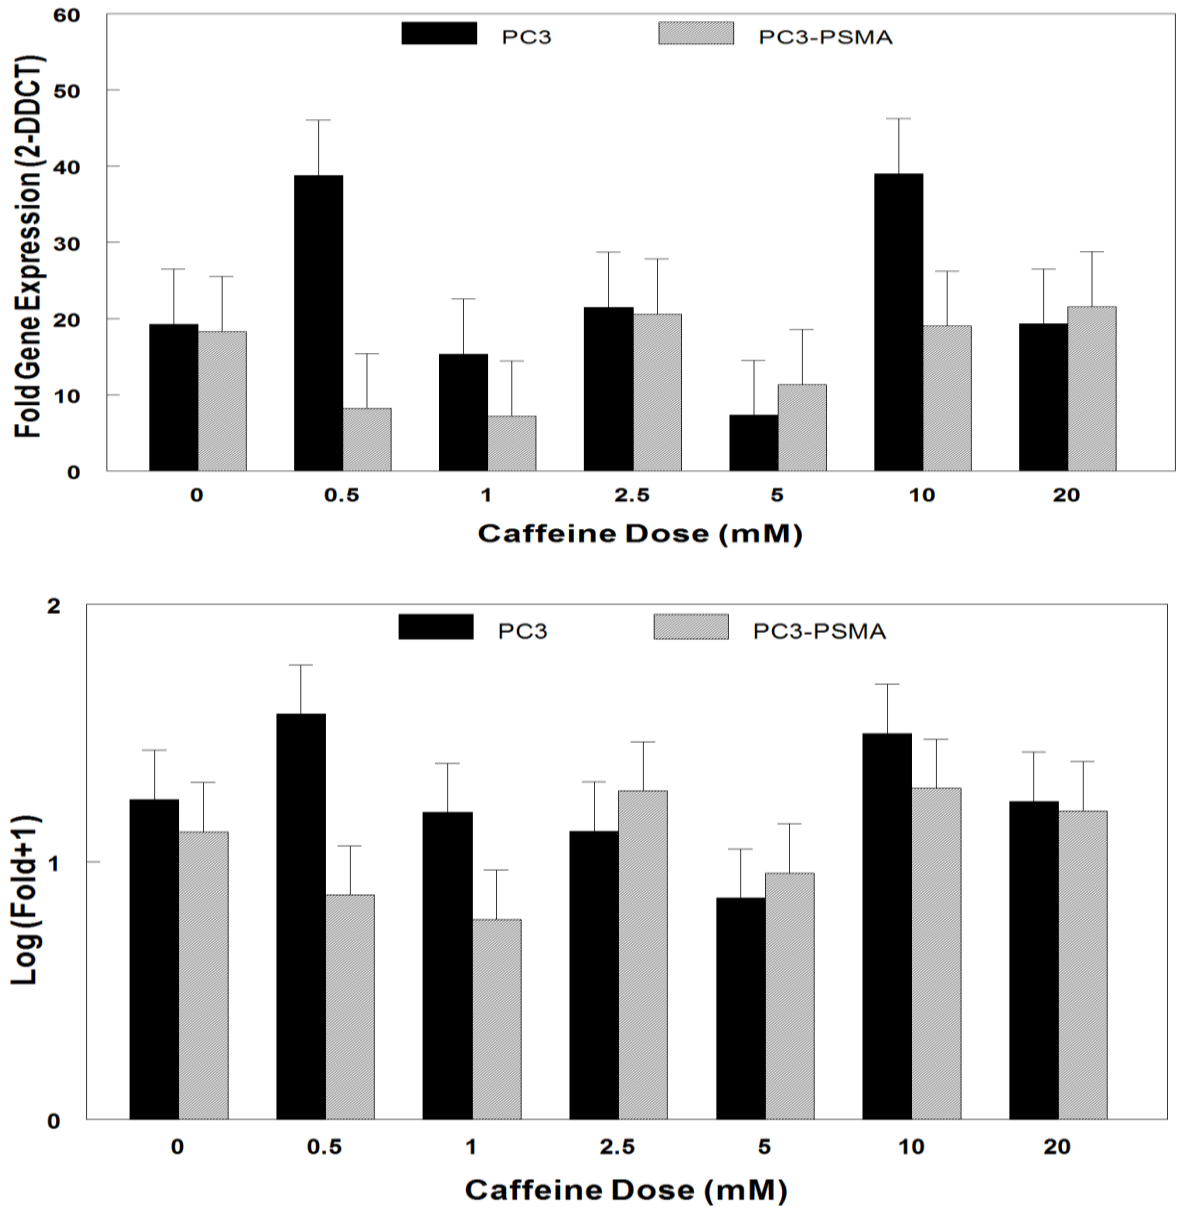 60
50
40
30
20
10
0
Fold Gene Expression (2-DDCT)
PC3 PC3-PSMA
0 0.5 1 2.5 5 10 20
Caffeine Dose (mM)
2
1
0
Log (Fold+1)
PC3 PC3-PSMA
0 0.5 1 2.5 5 10 20
Caffeine Dose (mM)